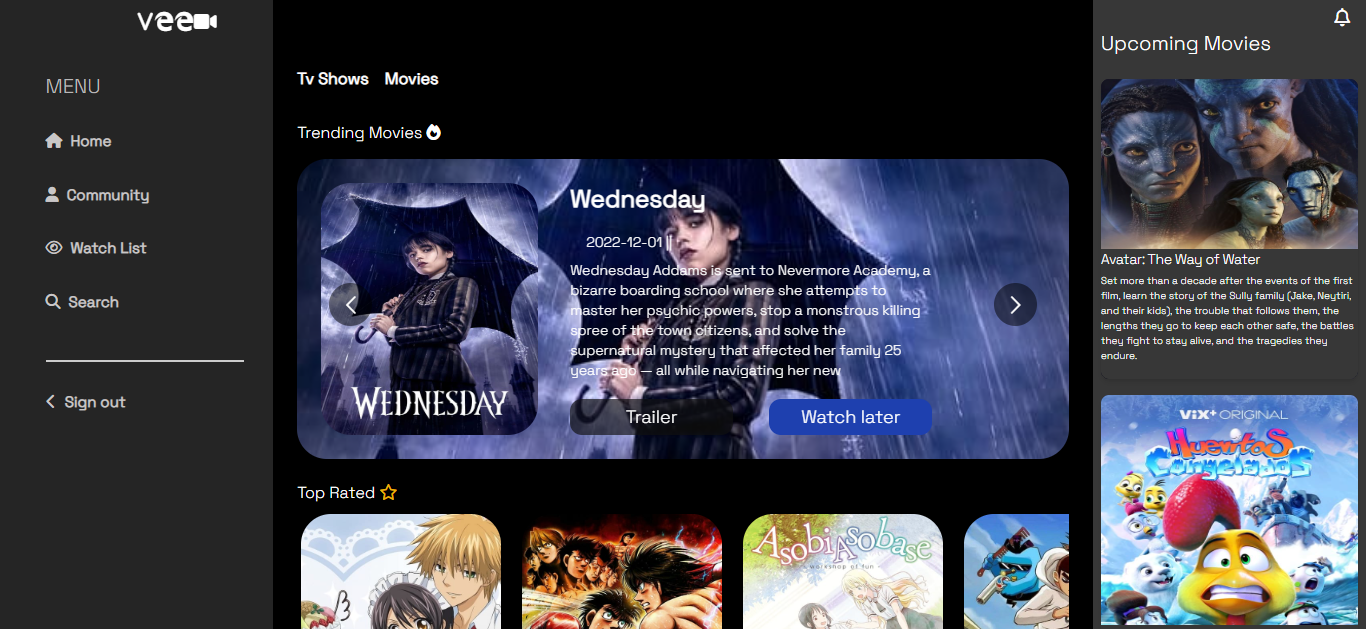 vee
MENU
Home
Community
Watch List
Search
Sign out
Tv Shows Movies
Trending Movies
WEDNESDAY
Wednesday
2022-12-01 ||
Wednesday Addams is sent to Nevermore Academy, a
bizarre boarding school where she attempts to
master her psychic powers, stop a monstrous killing
spree of the town citizens, and solve the
supernatural mystery that affected her family 25
years ago — all while navigating her new
Trailer
Watch later
Top Rated
AsobiAsobase
workshop of fun
Upcoming Movies
Avatar: The Way of Water
Set more than a decade after the events of the first
film, learn the story of the Sully family (Jake, Neytiri,
and their kids), the trouble that follows them, the
lengths they go to keep each other safe, the battles
they fight to stay alive, and the tragedies they
endure.
ViX+ ORIGINAL
Huevitos
Congelados